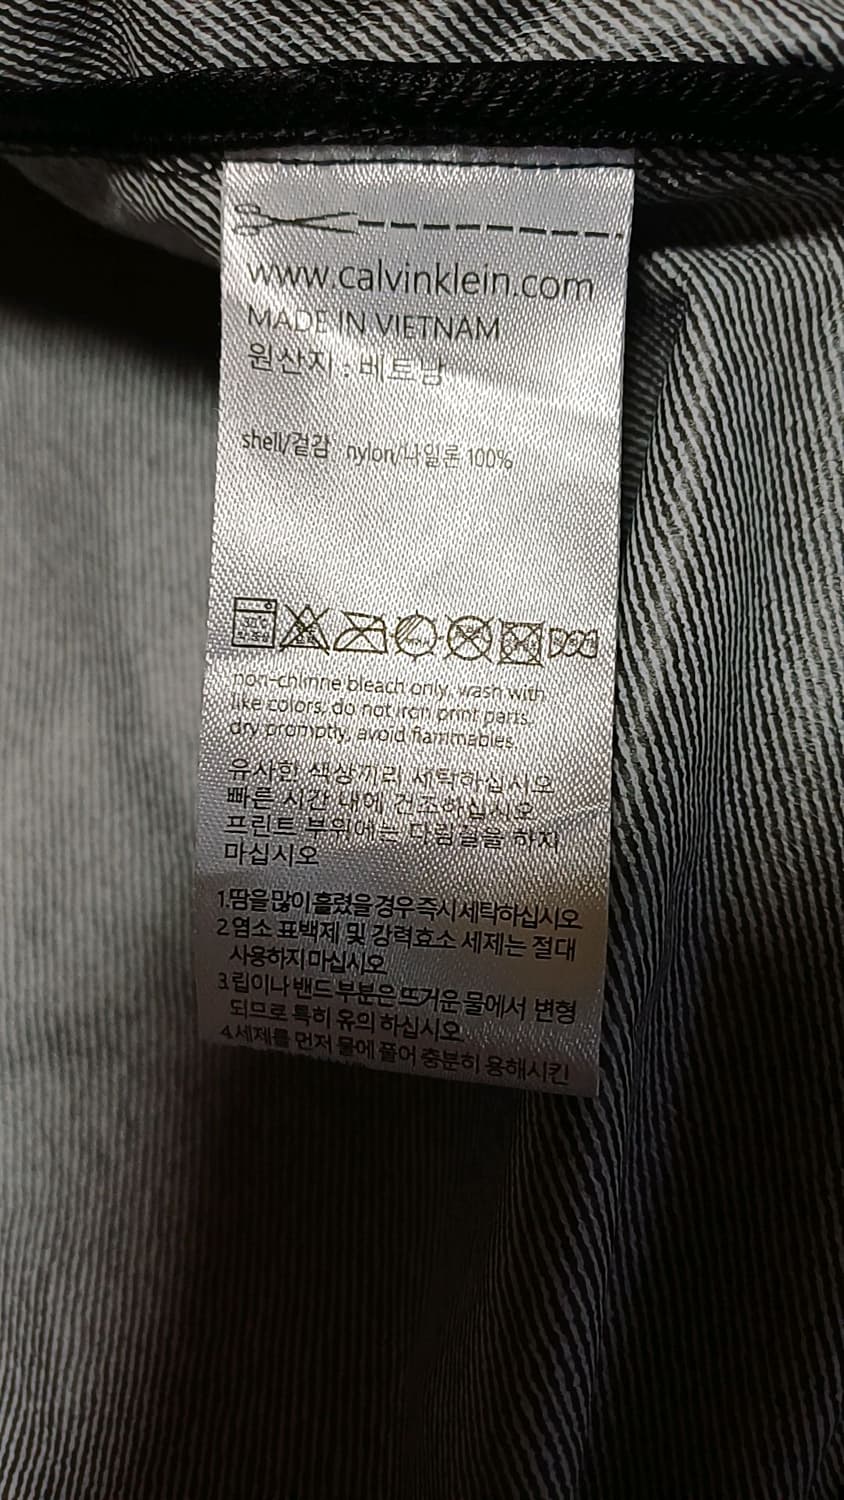 www.calvinklein.com
MADE IN VIETNAM
원산지 : 베트남
shell/겉감 nylon/나일론 100%
30℃
non-chlinne bleach only, wash with
like colors, do not iron print parts.
dry promptly, avoid flammables.
유사한 색상끼리 세탁하십시오
빠른 시간 내에 건조하십시오
프린트 부위에는 다림질을 하지
마십시오
1.땀을 많이 흘렸을 경우 즉시 세탁하십시오
2.염소 표백제 및 강력효소 세제는 절대
사용하지 마십시오
3.립이나 밴드 부분은 뜨거운 물에서 변형
되므로 특히 유의 하십시오.
4.세제를 먼저 물에 풀어 충분히 용해시킨